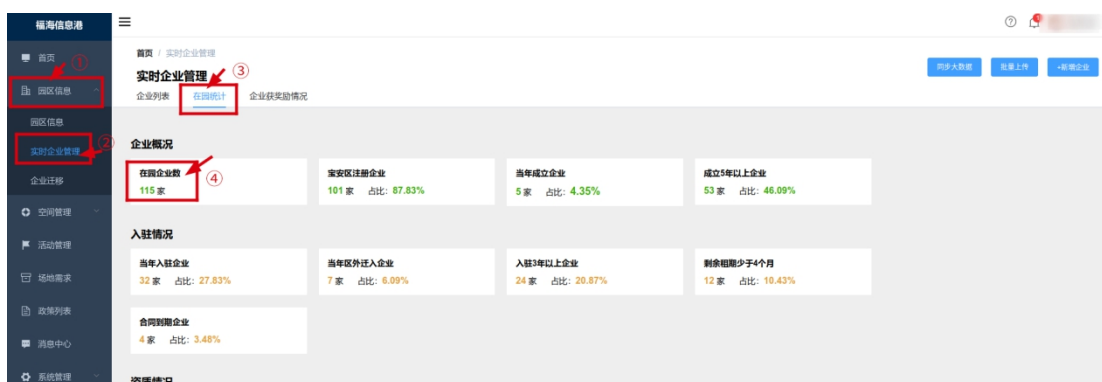 福海信息港
首页
①
园区信息
园区信息
实时企业管理
②
企业迁移
空间管理
活动管理
场地需求
政策列表
消息中心
系统管理
首页 / 实时企业管理
实时企业管理
③
同步大数据 批量上传 +新增企业
企业列表 在园统计 企业获奖励情况
企业概况
在园企业数
115 家
④
宝安区注册企业
101 家 占比: 87.83%
当年成立企业
5 家 占比: 4.35%
成立5年以上企业
53 家 占比: 46.09%
入驻情况
当年入驻企业
32 家 占比: 27.83%
当年区外迁入企业
7 家 占比: 6.09%
入驻3年以上企业
24 家 占比: 20.87%
剩余租期少于4个月
12 家 占比: 10.43%
合同到期企业
4 家 占比: 3.48%
资质情况